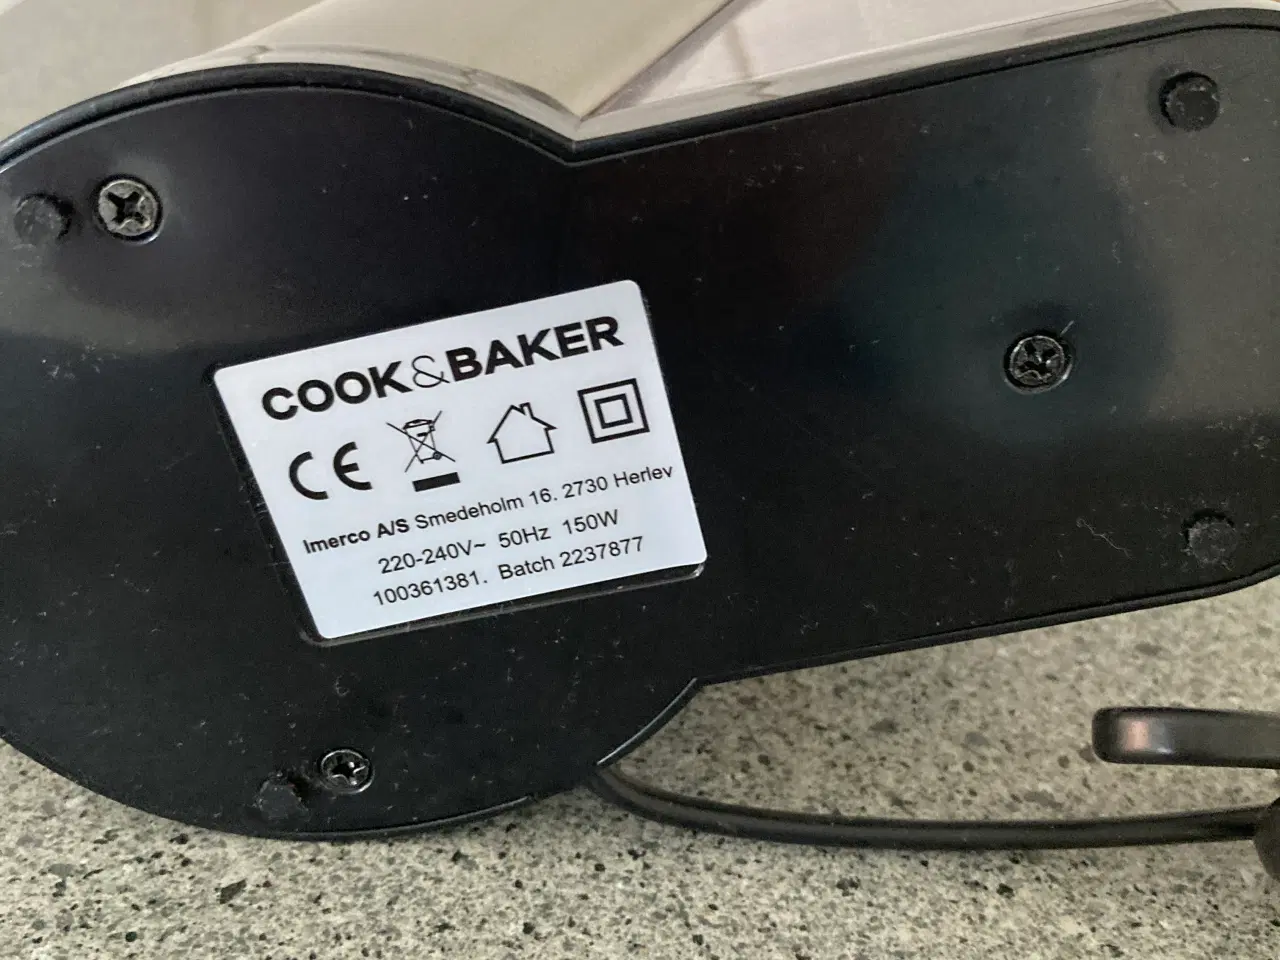 COOK&BAKER
CE
Imerco A/S Smedeholm 16. 2730 Herlev
220-240V~ 50Hz 150W
100361381. Batch 2237877